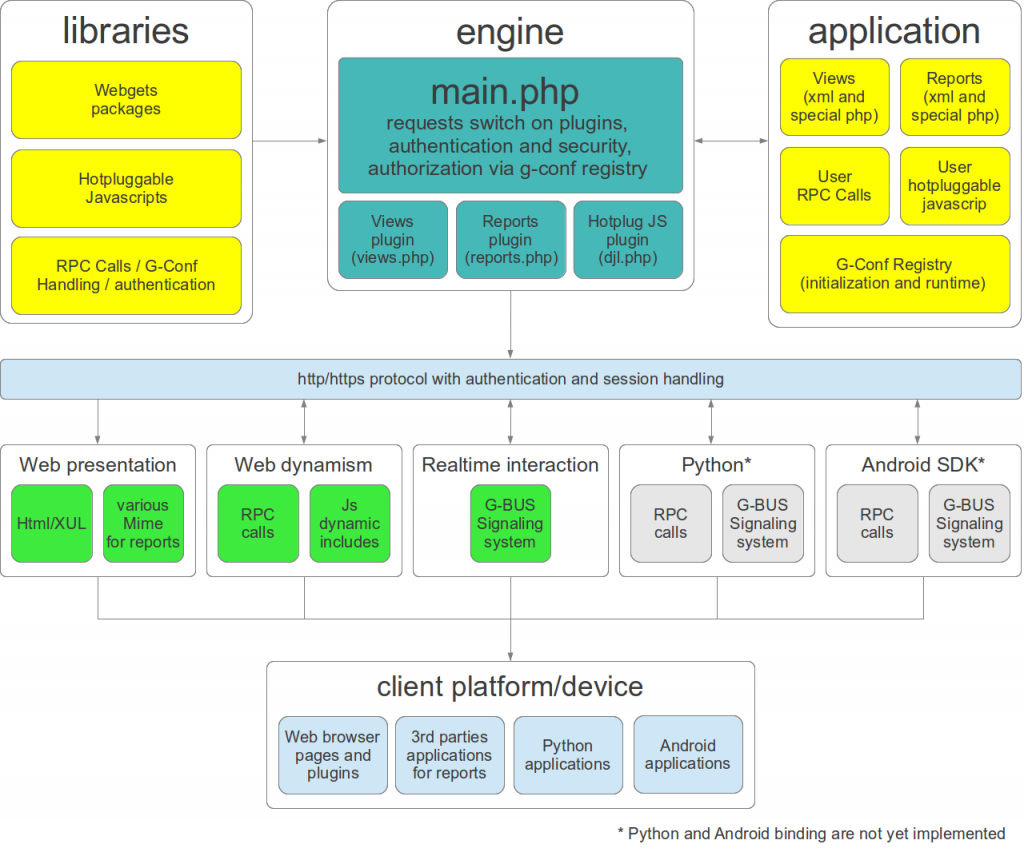 libraries
Webgets
packages
Hotpluggable
Javascripts
RPC Calls / G-Conf
Handling / authentication
engine
main.php
requests switch on plugins,
authentication and security,
authorization via g-conf registry
Views
plugin
(views.php)
Reports
plugin
(reports.php)
Hotplug JS
plugin
(djl.php)
application
Views
(xml and
special php)
Reports
(xml and
special php)
User
RPC Calls
User
hotpluggable
javascrip
G-Conf Registry
(initialization and runtime)
http/https protocol with authentication and session handling
Web presentation
Html/XUL
various
Mime
for reports
Web dynamism
RPC
calls
Js
dynamic
includes
Realtime interaction
G-BUS
Signaling
system
Python*
RPC
calls
G-BUS
Signaling
system
Android SDK*
RPC
calls
G-BUS
Signaling
system
client platform/device
Web browser
pages and
plugins
3rd parties
applications
for reports
Python
applications
Android
applications
* Python and Android binding are not yet implemented